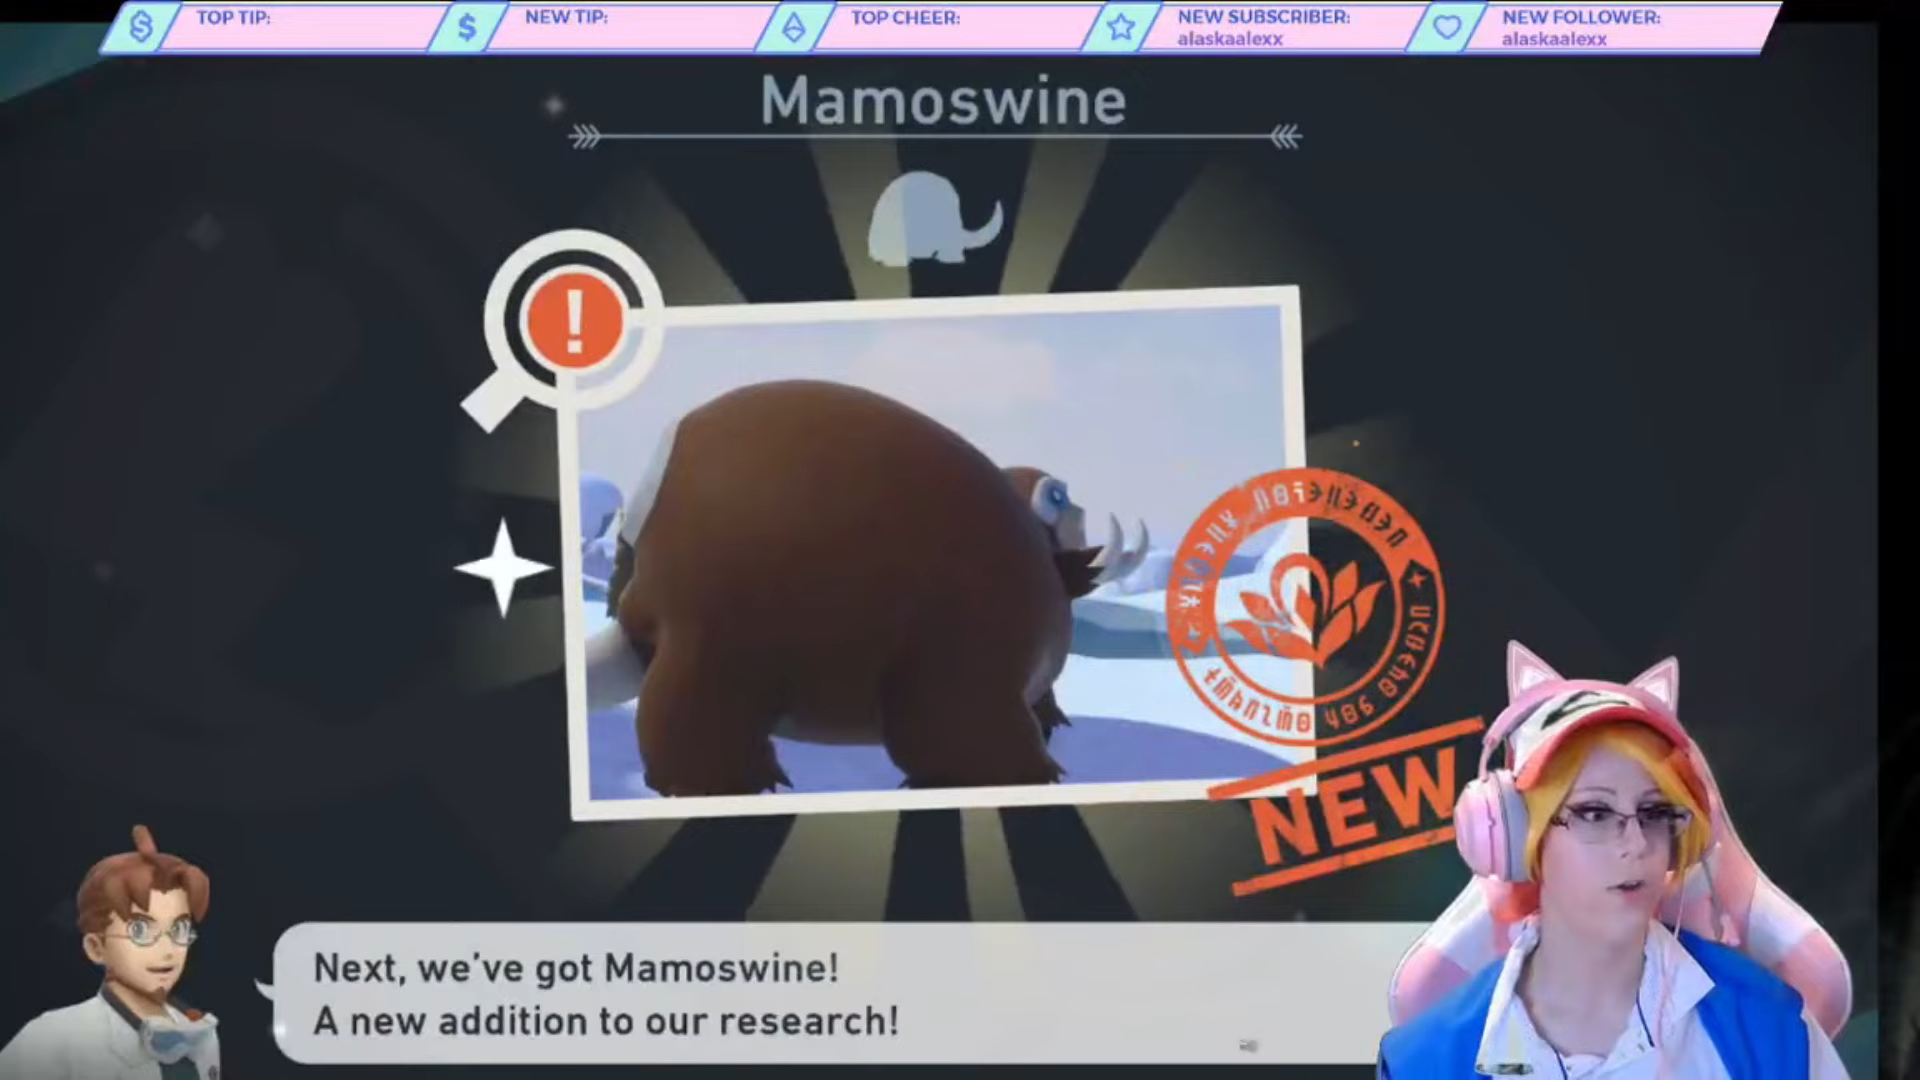 TOP TIP:
NEW TIP:
TOP CHEER:
NEW SUBSCRIBER:
alaskaalexx
NEW FOLLOWER:
alaskaalexx
Mamoswine
!
NEW
Next, we've got Mamoswine!
A new addition to our research!